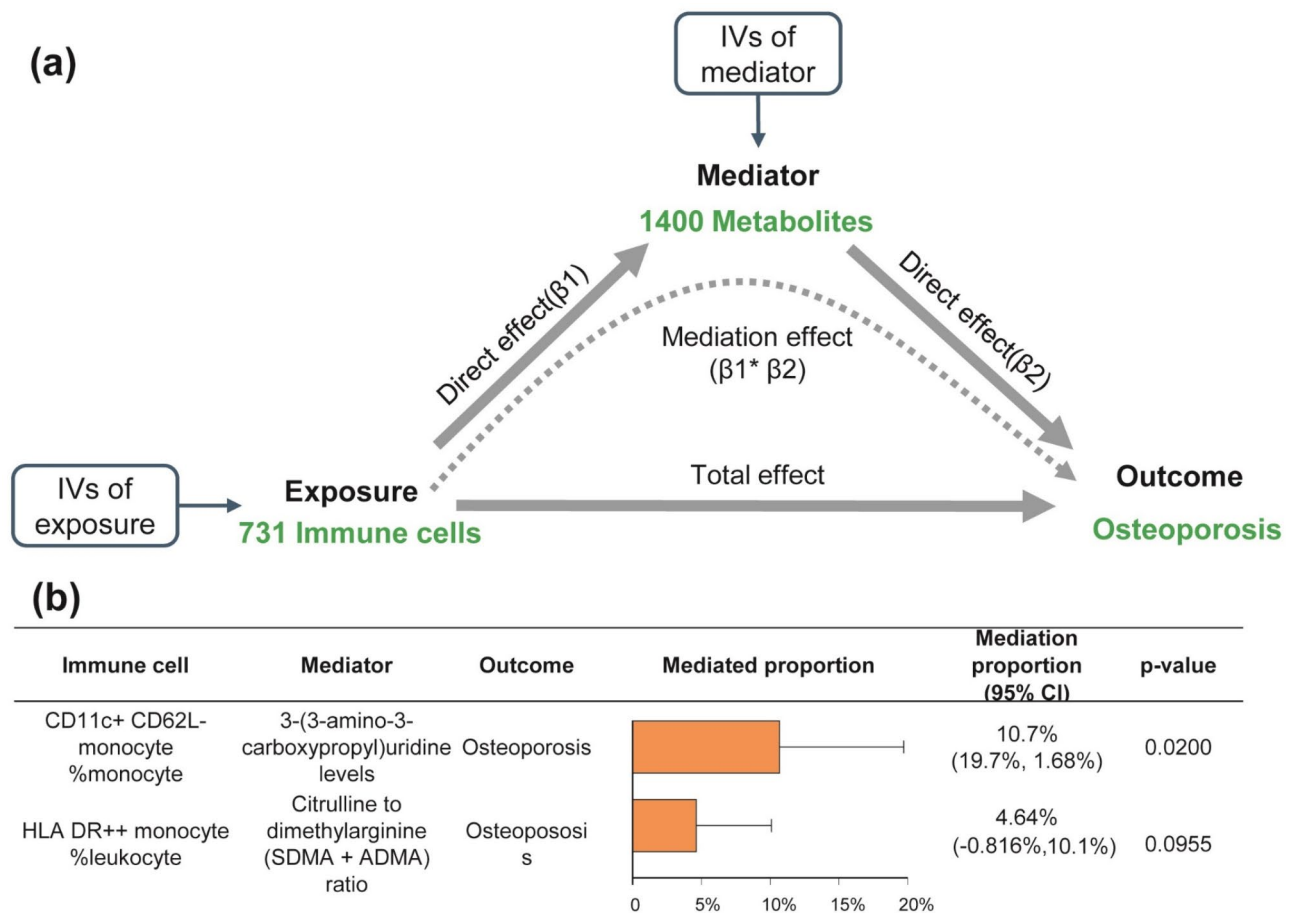 (a)
IVs of
mediator
Mediator
1400 Metabolites
Direct effect(β1)
Direct effect(β2)
Mediation effect
(β1* β2)
IVs of
exposure
Exposure
731 Immune cells
Total effect
Outcome
Osteoporosis
(b)
Immune cell
Mediator
Outcome
Mediated proportion
Mediation
proportion
(95% CI)
p-value
CD11c+ CD62L-
monocyte
%monocyte
3-(3-amino-3-
carboxypropyl)uridine
levels
Osteoporosis
10.7%
(19.7%, 1.68%)
0.0200
HLA DR++ monocyte
%leukocyte
Citrulline to
dimethylarginine
(SDMA + ADMA)
ratio
Osteopososi
s
4.64%
(-0.816%,10.1%)
0.0955
0 5% 10% 15% 20%